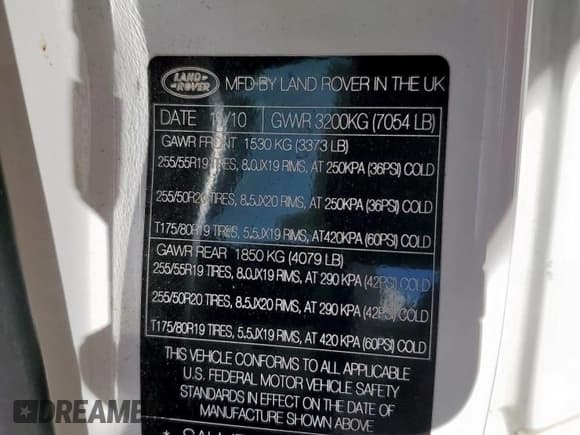 LAND ROVER MFD BY LAND ROVER IN THE UK
DATE /10 GVWR 3200KG (7054 LB)
GAWR FRONT 1530 KG (3373 LB)
255/55R19 TIRES, 8.0JX19 RIMS, AT 250KPA (36PSI) COLD
255/50R20 TIRES, 8.5JX20 RIMS, AT 250KPA (36PSI) COLD
T175/80R19 TIRES, 5.5JX19 RIMS, AT420KPA (60PSI) COLD
GAWR REAR 1850 KG (4079 LB)
255/55R19 TIRES, 8.0JX19 RIMS, AT 290 KPA (42PSI) COLD
255/50R20 TIRES, 8.5JX20 RIMS, AT 290 KPA (42PSI) COLD
T175/80R19 TIRES, 5.5JX19 RIMS, AT 420 KPA (60PSI) COLD
THIS VEHICLE CONFORMS TO ALL APPLICABLE
U.S. FEDERAL MOTOR VEHICLE SAFETY
STANDARDS IN EFFECT ON THE DATE OF
MANUFACTURE SHOWN ABOVE